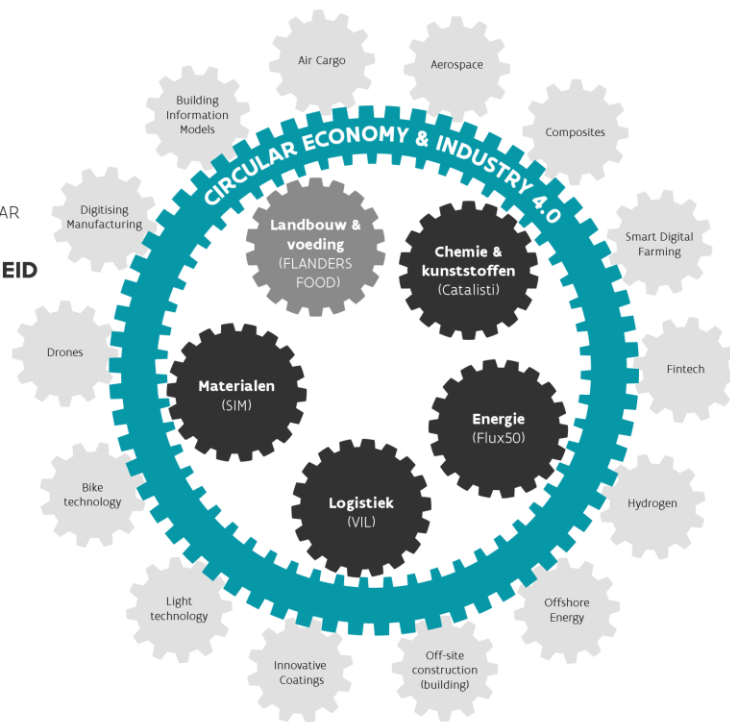 AR
EID
CIRCULAR ECONOMY & INDUSTRY 4.0
Air Cargo
Aerospace
Building
Information
Models
Composites
Digitising
Manufacturing
Smart Digital
Farming
Landbouw &
voeding
(FLANDERS
FOOD)
Chemie &
kunststoffen
(Catalisti)
Drones
Fintech
Materialen
(SIM)
Energie
(Flux50)
Logistiek
(VIL)
Bike
technology
Hydrogen
Light
technology
Offshore
Energy
Innovative
Coatings
Off-site
construction
(building)